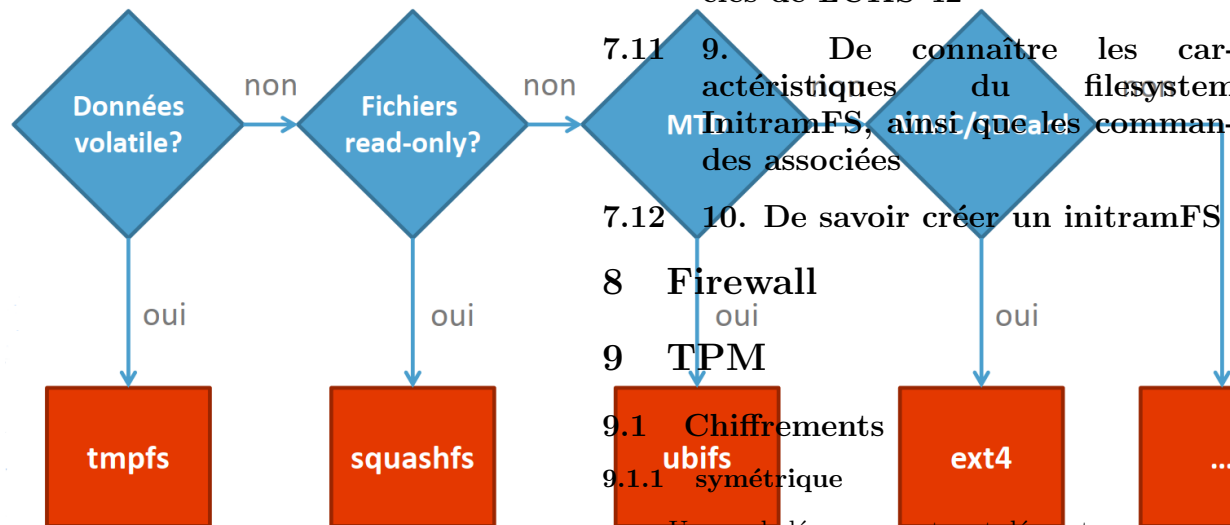 Données
volatile?
non
Fichiers
read-only?
non
MTD
non
oui
oui
oui
oui
tmpfs
squashfs
ubifs
ext4
...
7.11 9. De connaître les car-
actéristiques du filesystem
InitramFS, ainsi que les comman-
des associées
7.12 10. De savoir créer un initramFS
8 Firewall
9 TPM
9.1 Chiffrements
9.1.1 symétrique